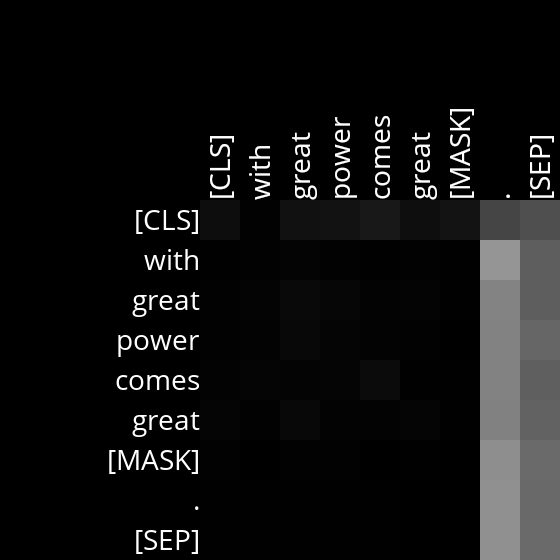 [CLS] with great power comes great [MASK] . [SEP]
[CLS]
with
great
power
comes
great
[MASK]
.
[SEP]